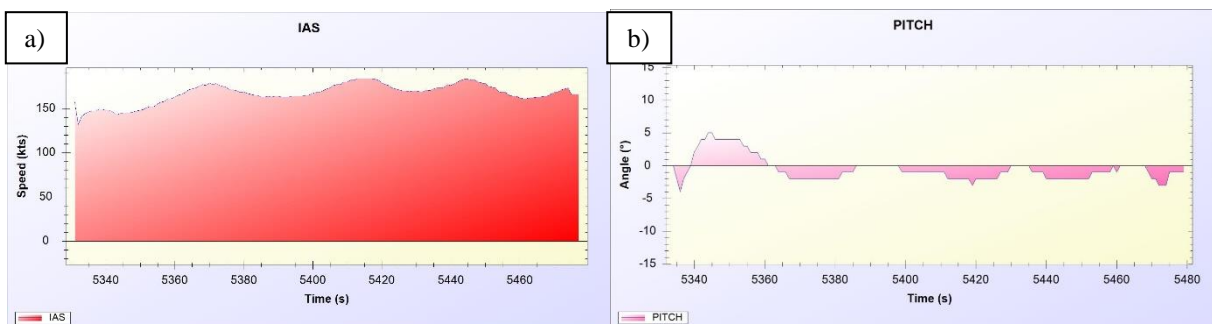 a)
IAS
Speed (kts)
150
100
50
0
5340 5360 5380 5400 5420 5440 5460
Time (s)
IAS
b)
PITCH
Angle (°)
15
10
5
0
-5
-10
-15
5340 5360 5380 5400 5420 5440 5460 5480
Time (s)
PITCH